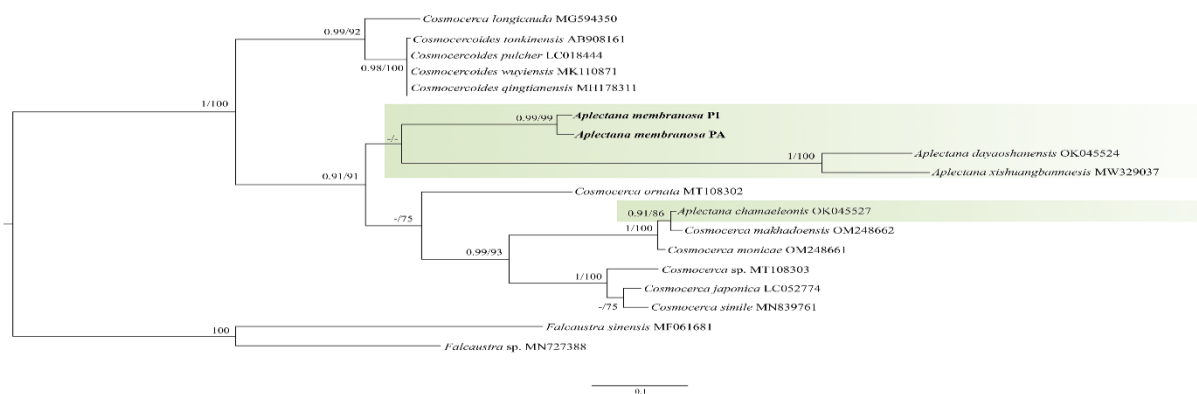 Cosmocerca longicauda MG594350
0.99/92
Cosmocercoides tonkinensis AB908161
Cosmocercoides pulcher LC018444
0.98/100
Cosmocercoides wuyiensis MK110871
Cosmocercoides qingtianensis MH178311
1/100
0.99/99
Aplectana membranosa P1
-/-
Aplectana membranosa PA
1/100
Aplectana dayaoshanensis OK045524
Aplectana xishuangbannaesis MW329037
0.91/91
Cosmocerca ornata MT108302
-/75
0.91/86
Aplectana chamaeleonis OK045527
1/100
Cosmocerca makhadoensis OM248662
0.99/93
Cosmocerca monicae OM248661
1/100
Cosmocerca sp. MT108303
Cosmocerca japonica LC052774
-/75
Cosmocerca simile MN839761
100
Falcaustra sinensis MF061681
Falcaustra sp. MN727388
0.1